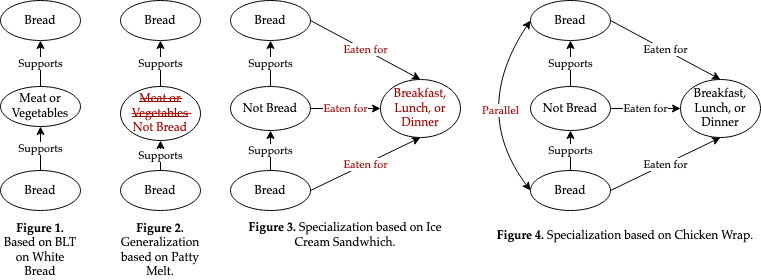 Bread
Supports
Meat or
Vegetables
Supports
Bread
Figure 1.
Based on BLT
on White
Bread
Bread
Supports
Meat or
Vegetables
Not Bread
Supports
Bread
Figure 2.
Generalization
based on Patty
Melt.
Bread
Eaten for
Supports
Not Bread
Eaten for
Breakfast,
Lunch, or
Dinner
Supports
Eaten for
Bread
Figure 3. Specialization based on Ice
Cream Sandwhich.
Bread
Eaten for
Supports
Parallel
Not Bread
Eaten for
Breakfast,
Lunch, or
Dinner
Supports
Eaten for
Bread
Figure 4. Specialization based on Chicken Wrap.